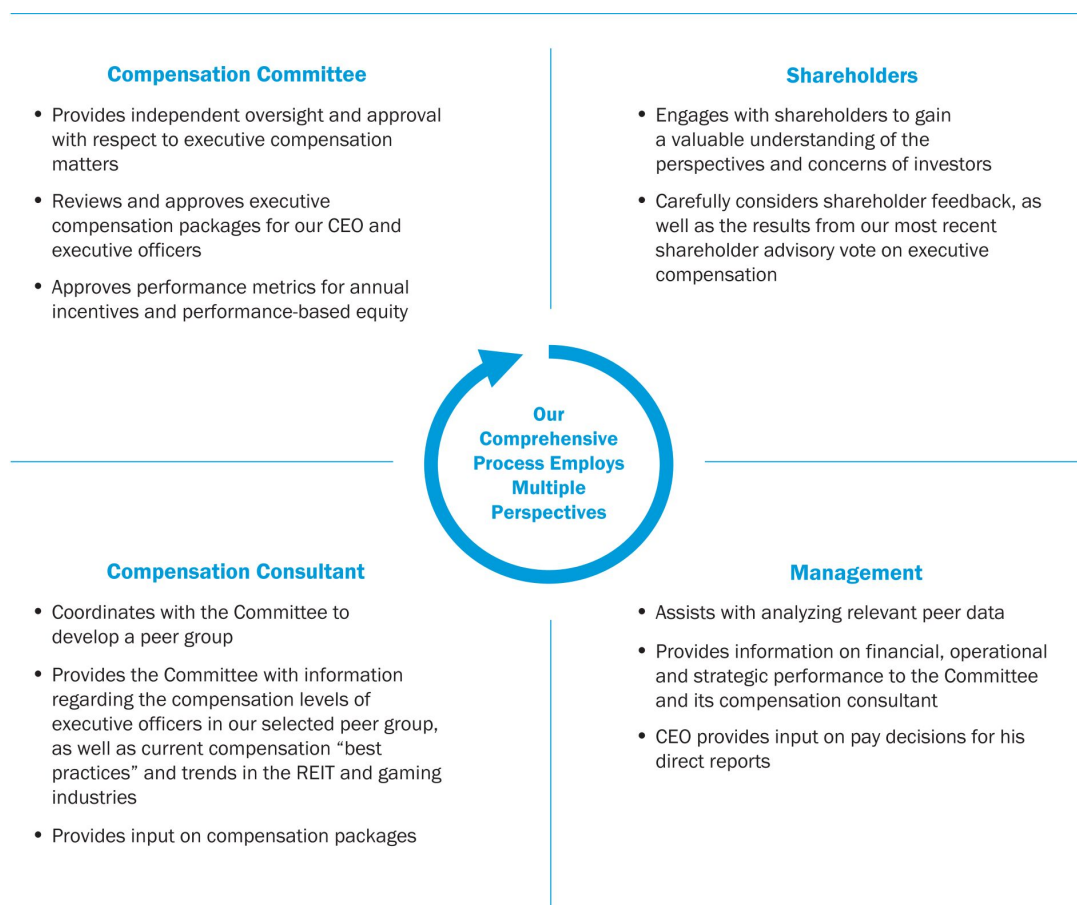 Compensation Committee
• Provides independent oversight and approval
with respect to executive compensation
matters
• Reviews and approves executive
compensation packages for our CEO and
executive officers
• Approves performance metrics for annual
incentives and performance-based equity
Shareholders
• Engages with shareholders to gain
a valuable understanding of the
perspectives and concerns of investors
• Carefully considers shareholder feedback, as
well as the results from our most recent
shareholder advisory vote on executive
compensation
Our
Comprehensive
Process Employs
Multiple
Perspectives
Compensation Consultant
• Coordinates with the Committee to
develop a peer group
• Provides the Committee with information
regarding the compensation levels of
executive officers in our selected peer group,
as well as current compensation “best
practices” and trends in the REIT and gaming
industries
• Provides input on compensation packages
Management
• Assists with analyzing relevant peer data
• Provides information on financial, operational
and strategic performance to the Committee
and its compensation consultant
• CEO provides input on pay decisions for his
direct reports